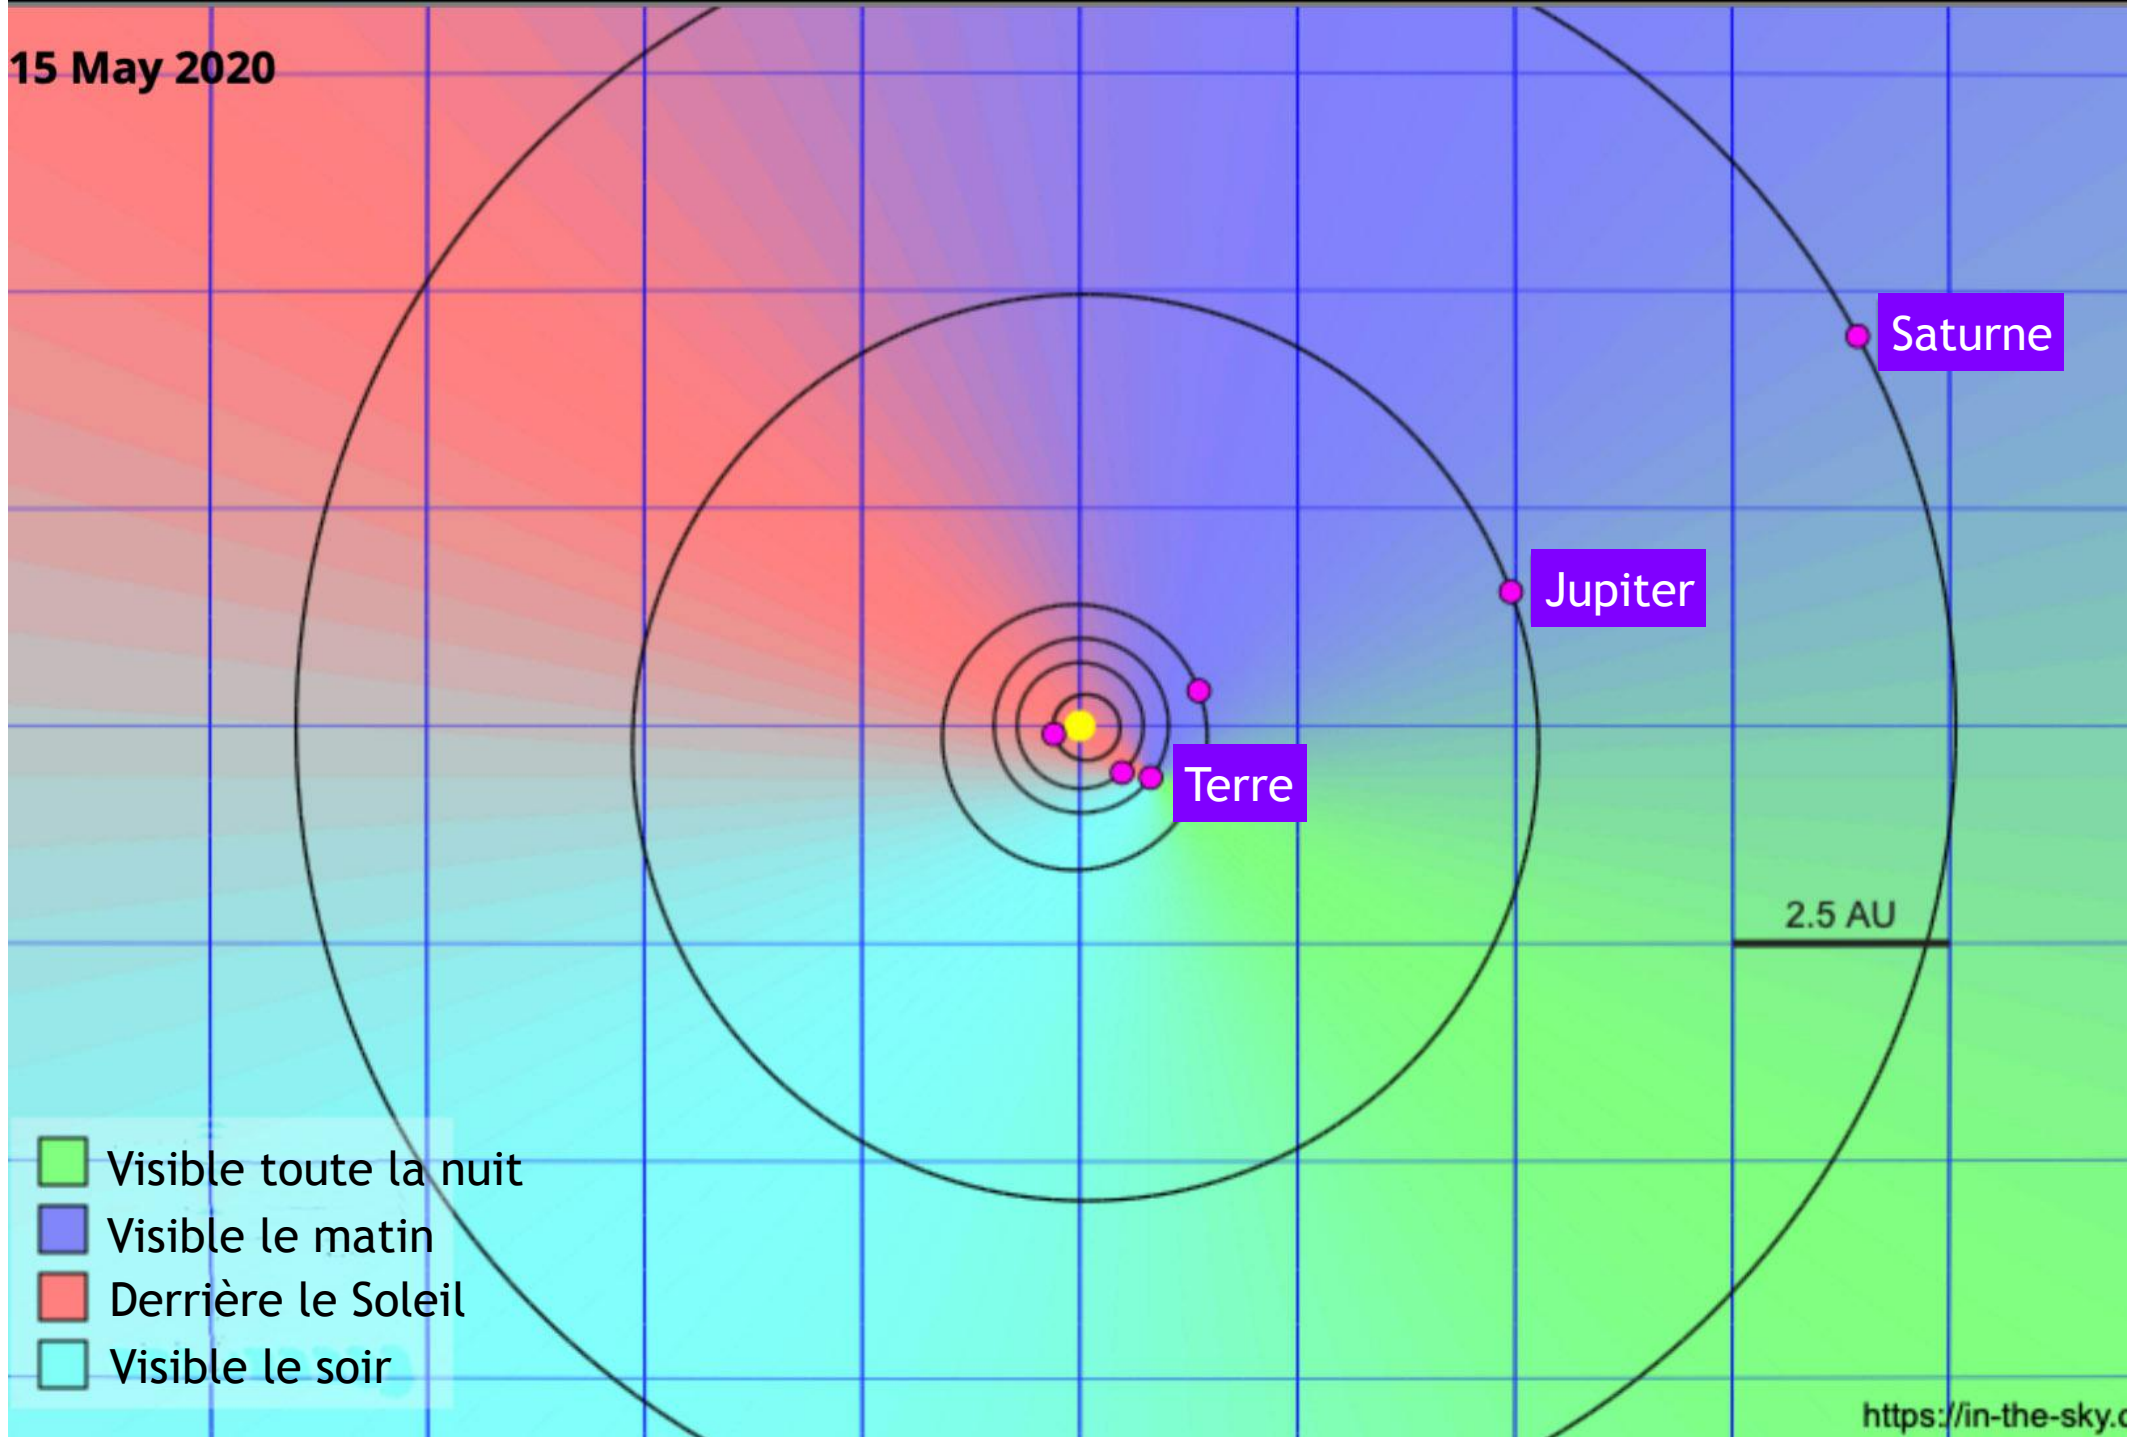 15 May 2020
Saturne
Jupiter
Terre
2.5 AU
Visible toute la nuit
Visible le matin
Derrière le Soleil
Visible le soir
https://in-the-sky.o